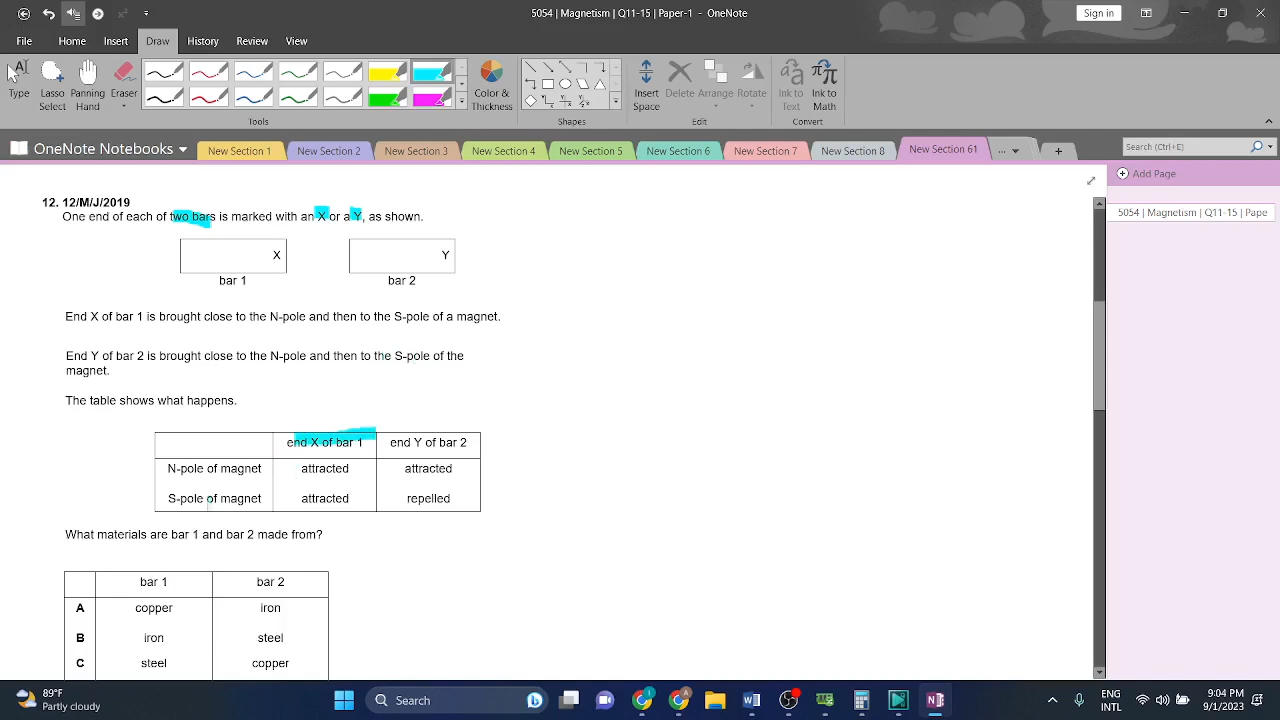 5054 | Magnetism | Q11-15 | Paper-1 - OneNote
Sign in
File Home Insert Draw History Review View
Type
Lasso Select
Panning Hand
Eraser
Color & Thickness
Insert Space
Delete
Arrange
Rotate
Ink to Text
Ink to Math
Tools Shapes Edit Convert
OneNote Notebooks New Section 1 New Section 2 New Section 3 New Section 4 New Section 5 New Section 6 New Section 7 New Section 8 New Section 61 ... Search (Ctrl+E)
Add Page
5054 | Magnetism | Q11-15 | Pape
12. 12/M/J/2019
One end of each of two bars is marked with an X or a Y, as shown.
X Y
bar 1 bar 2
End X of bar 1 is brought close to the N-pole and then to the S-pole of a magnet.
End Y of bar 2 is brought close to the N-pole and then to the S-pole of the
magnet.
The table shows what happens.
end X of bar 1 end Y of bar 2
N-pole of magnet attracted attracted
S-pole of magnet attracted repelled
What materials are bar 1 and bar 2 made from?
bar 1 bar 2
A copper iron
B iron steel
C steel copper
89°F
Partly cloudy
Search
ENG
INTL
9:04 PM
9/1/2023